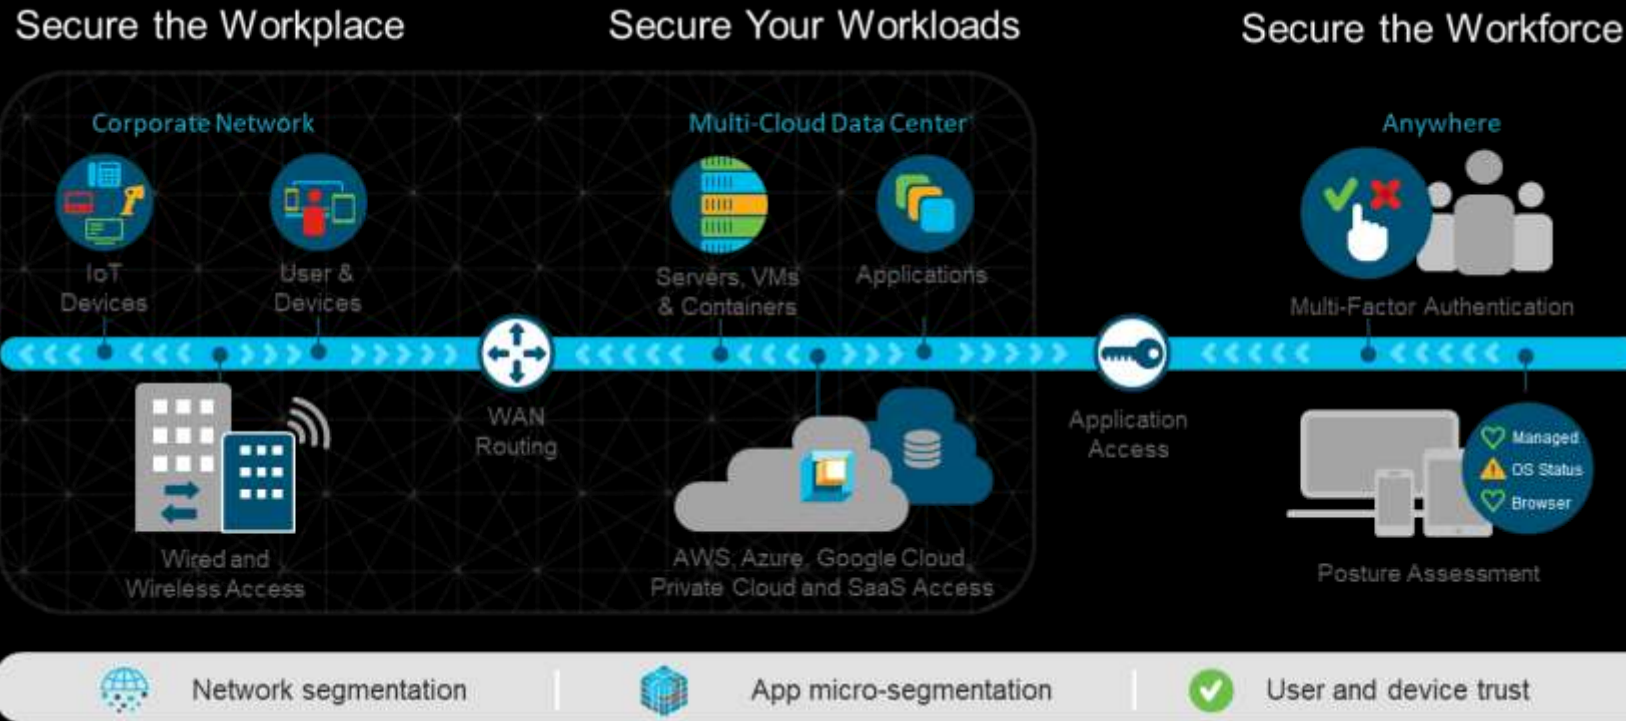 Secure the Workplace
Secure Your Workloads
Secure the Workforce
Corporate Network
Multi-Cloud Data Center
Anywhere
IoT
Devices
User &
Devices
Servers, VMs
& Containers
Applications
Multi-Factor Authentication
WAN
Routing
Application
Access
Managed
OS Status
Browser
Wired and
Wireless Access
AWS, Azure, Google Cloud,
Private Cloud and SaaS Access
Posture Assessment
Network segmentation
App micro-segmentation
User and device trust